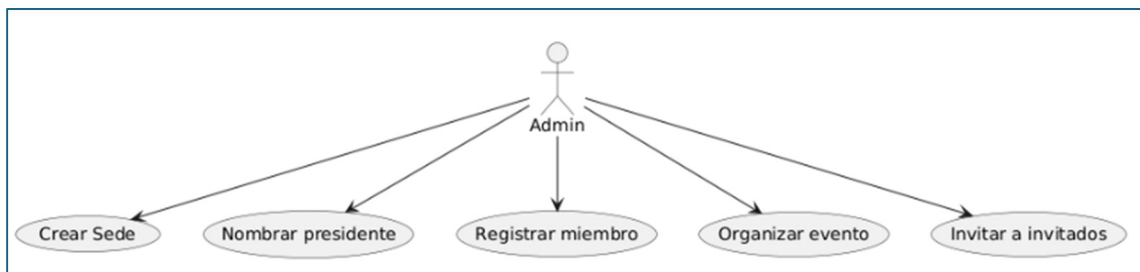 Admin
Crear Sede
Nombrar presidente
Registrar miembro
Organizar evento
Invitar a invitados